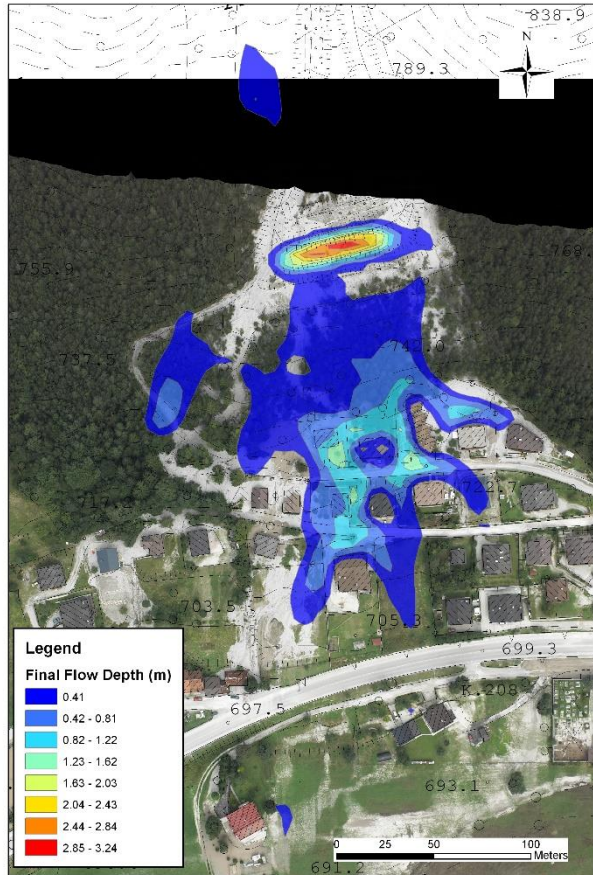 838.9
N
789.3
755.9
768.
737.5
742.0
717.2
722.7
703.5
705.3
699.3
697.5
K.208
693.1
691.2
Legend
Final Flow Depth (m)
0.41
0.42 - 0.81
0.82 - 1.22
1.23 - 1.62
1.63 - 2.03
2.04 - 2.43
2.44 - 2.84
2.85 - 3.24
0 25 50 100
Meters